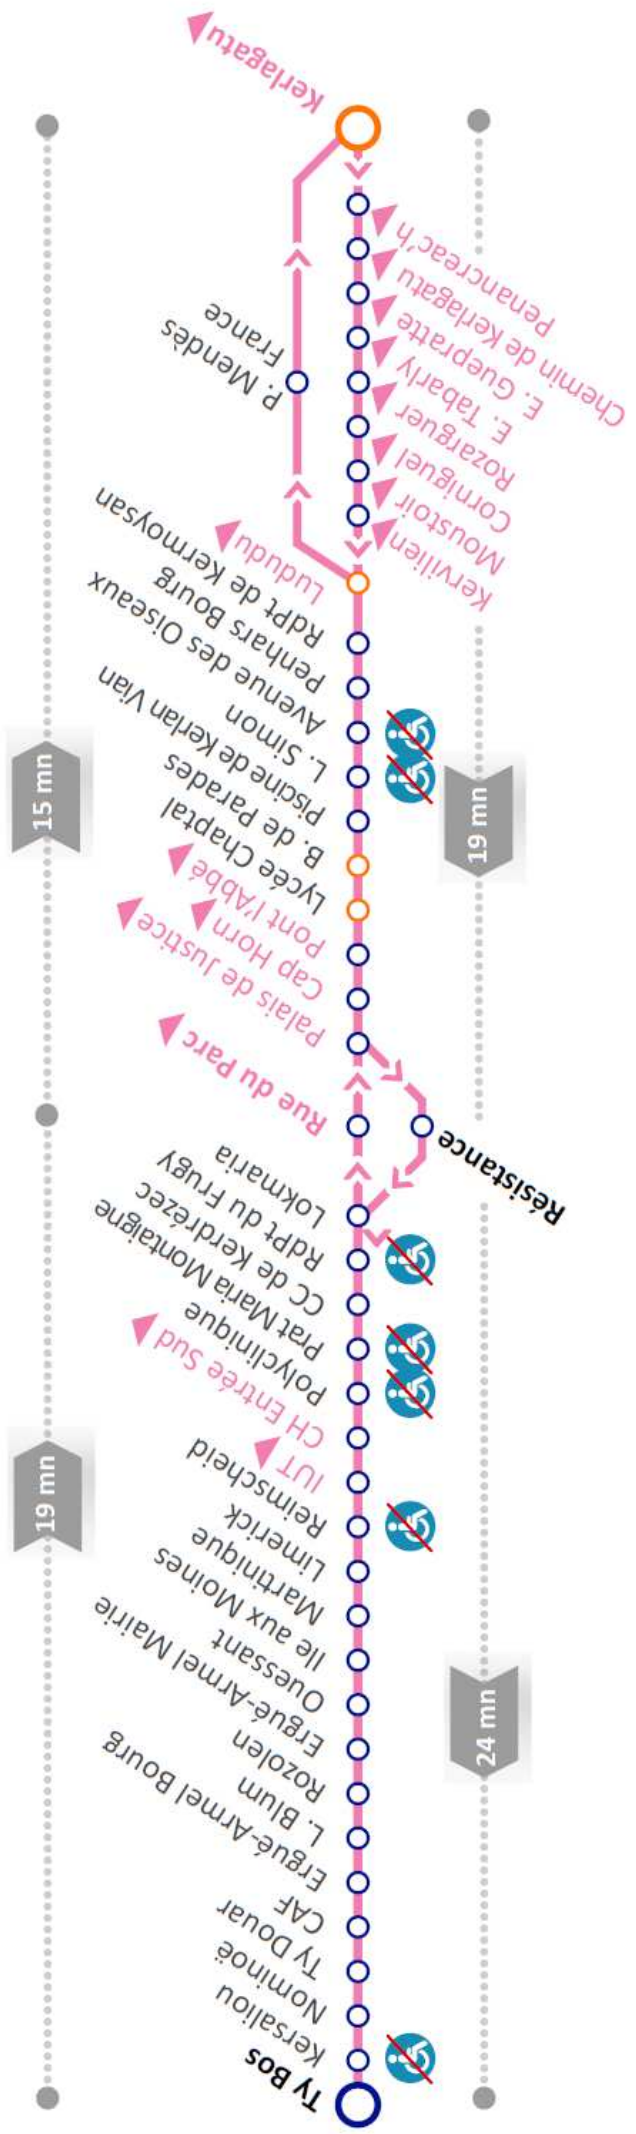 Kerlagatu
Penancreac'h
Chemin de Kerlagatu
E. Guepratte
E. Tabarly
Rozarguer
Corniguel
Moustoir
Kervilien
P. Mendès
France
Lududu
RdPt de Kermoysan
Penhars Bourg
Avenue des Oiseaux
L. Simon
Piscine de Kerlan Vian
B. de Parades
Lycée Chaptal
Pont l'Abbé
Cap Horn
Palais de Justice
15 mn
19 mn
Rue du Parc
Résistance
Lokmaria
RdPt du Frugy
CC de Kerdrézec
Prat Maria Montaigne
Polyclinique
CH Entrée Sud
IUT
Reimscheid
Limerick
Martinique
Ile aux Moines
Ouessant
Ergué-Armel Mairie
Rozolen
L. Blum
Ergué-Armel Bourg
CAF
Ty Douar
Nominoë
Kersaliou
Ty Bos
19 mn
24 mn